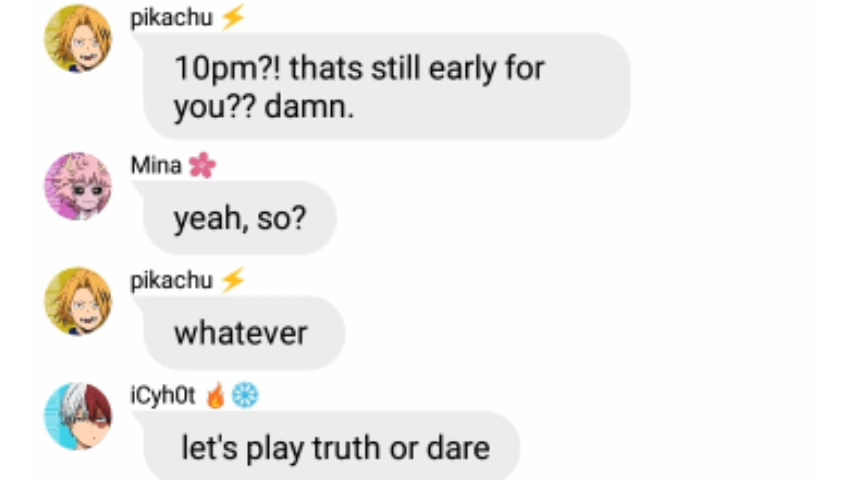 pikachu ⚡
10pm?! thats still early for
you?? damn.
Mina 🌸
yeah, so?
pikachu ⚡
whatever
iCyh0t 🔥❄️
let's play truth or dare